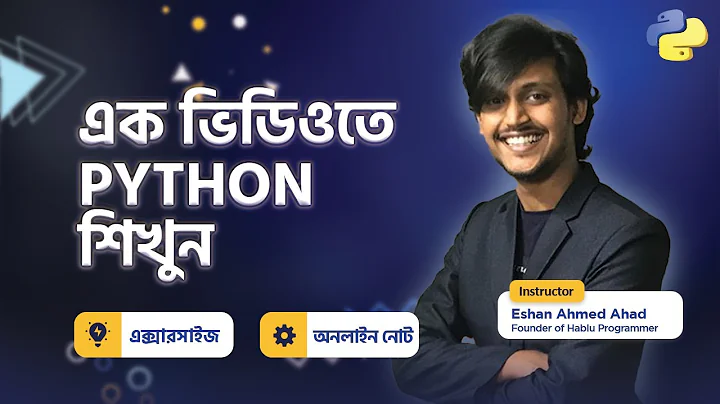 এক ভিডিওতে
PYTHON
শিখুন
Instructor
Eshan Ahmed Ahad
Founder of Hablu Programmer
এক্সারসাইজ
অনলাইন নোট